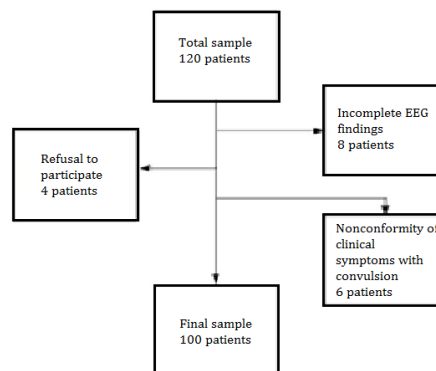 Total sample
120 patients
Incomplete EEG
findings
8 patients
Refusal to
participate
4 patients
Nonconformity of
clinical
symptoms with
convulsion
6 patients
Final sample
100 patients